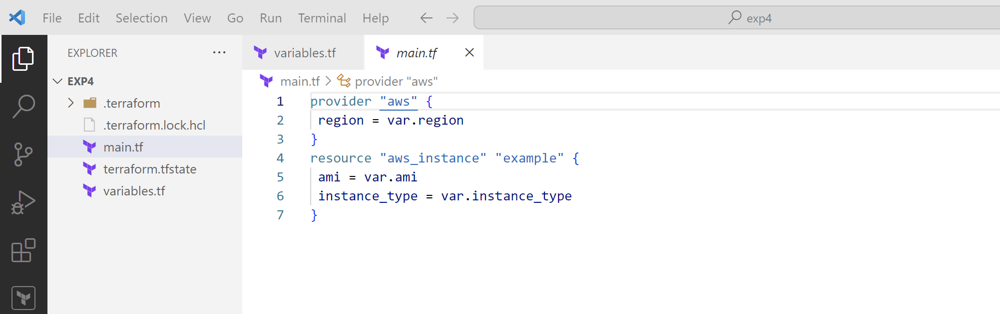 File Edit Selection View Go Run Terminal Help exp4
EXPLORER ...
EXP4
.terraform
.terraform.lock.hcl
main.tf
terraform.tfstate
variables.tf
variables.tf main.tf
main.tf > provider "aws"
1 provider "aws" {
2 region = var.region
3 }
4 resource "aws_instance" "example" {
5 ami = var.ami
6 instance_type = var.instance_type
7 }